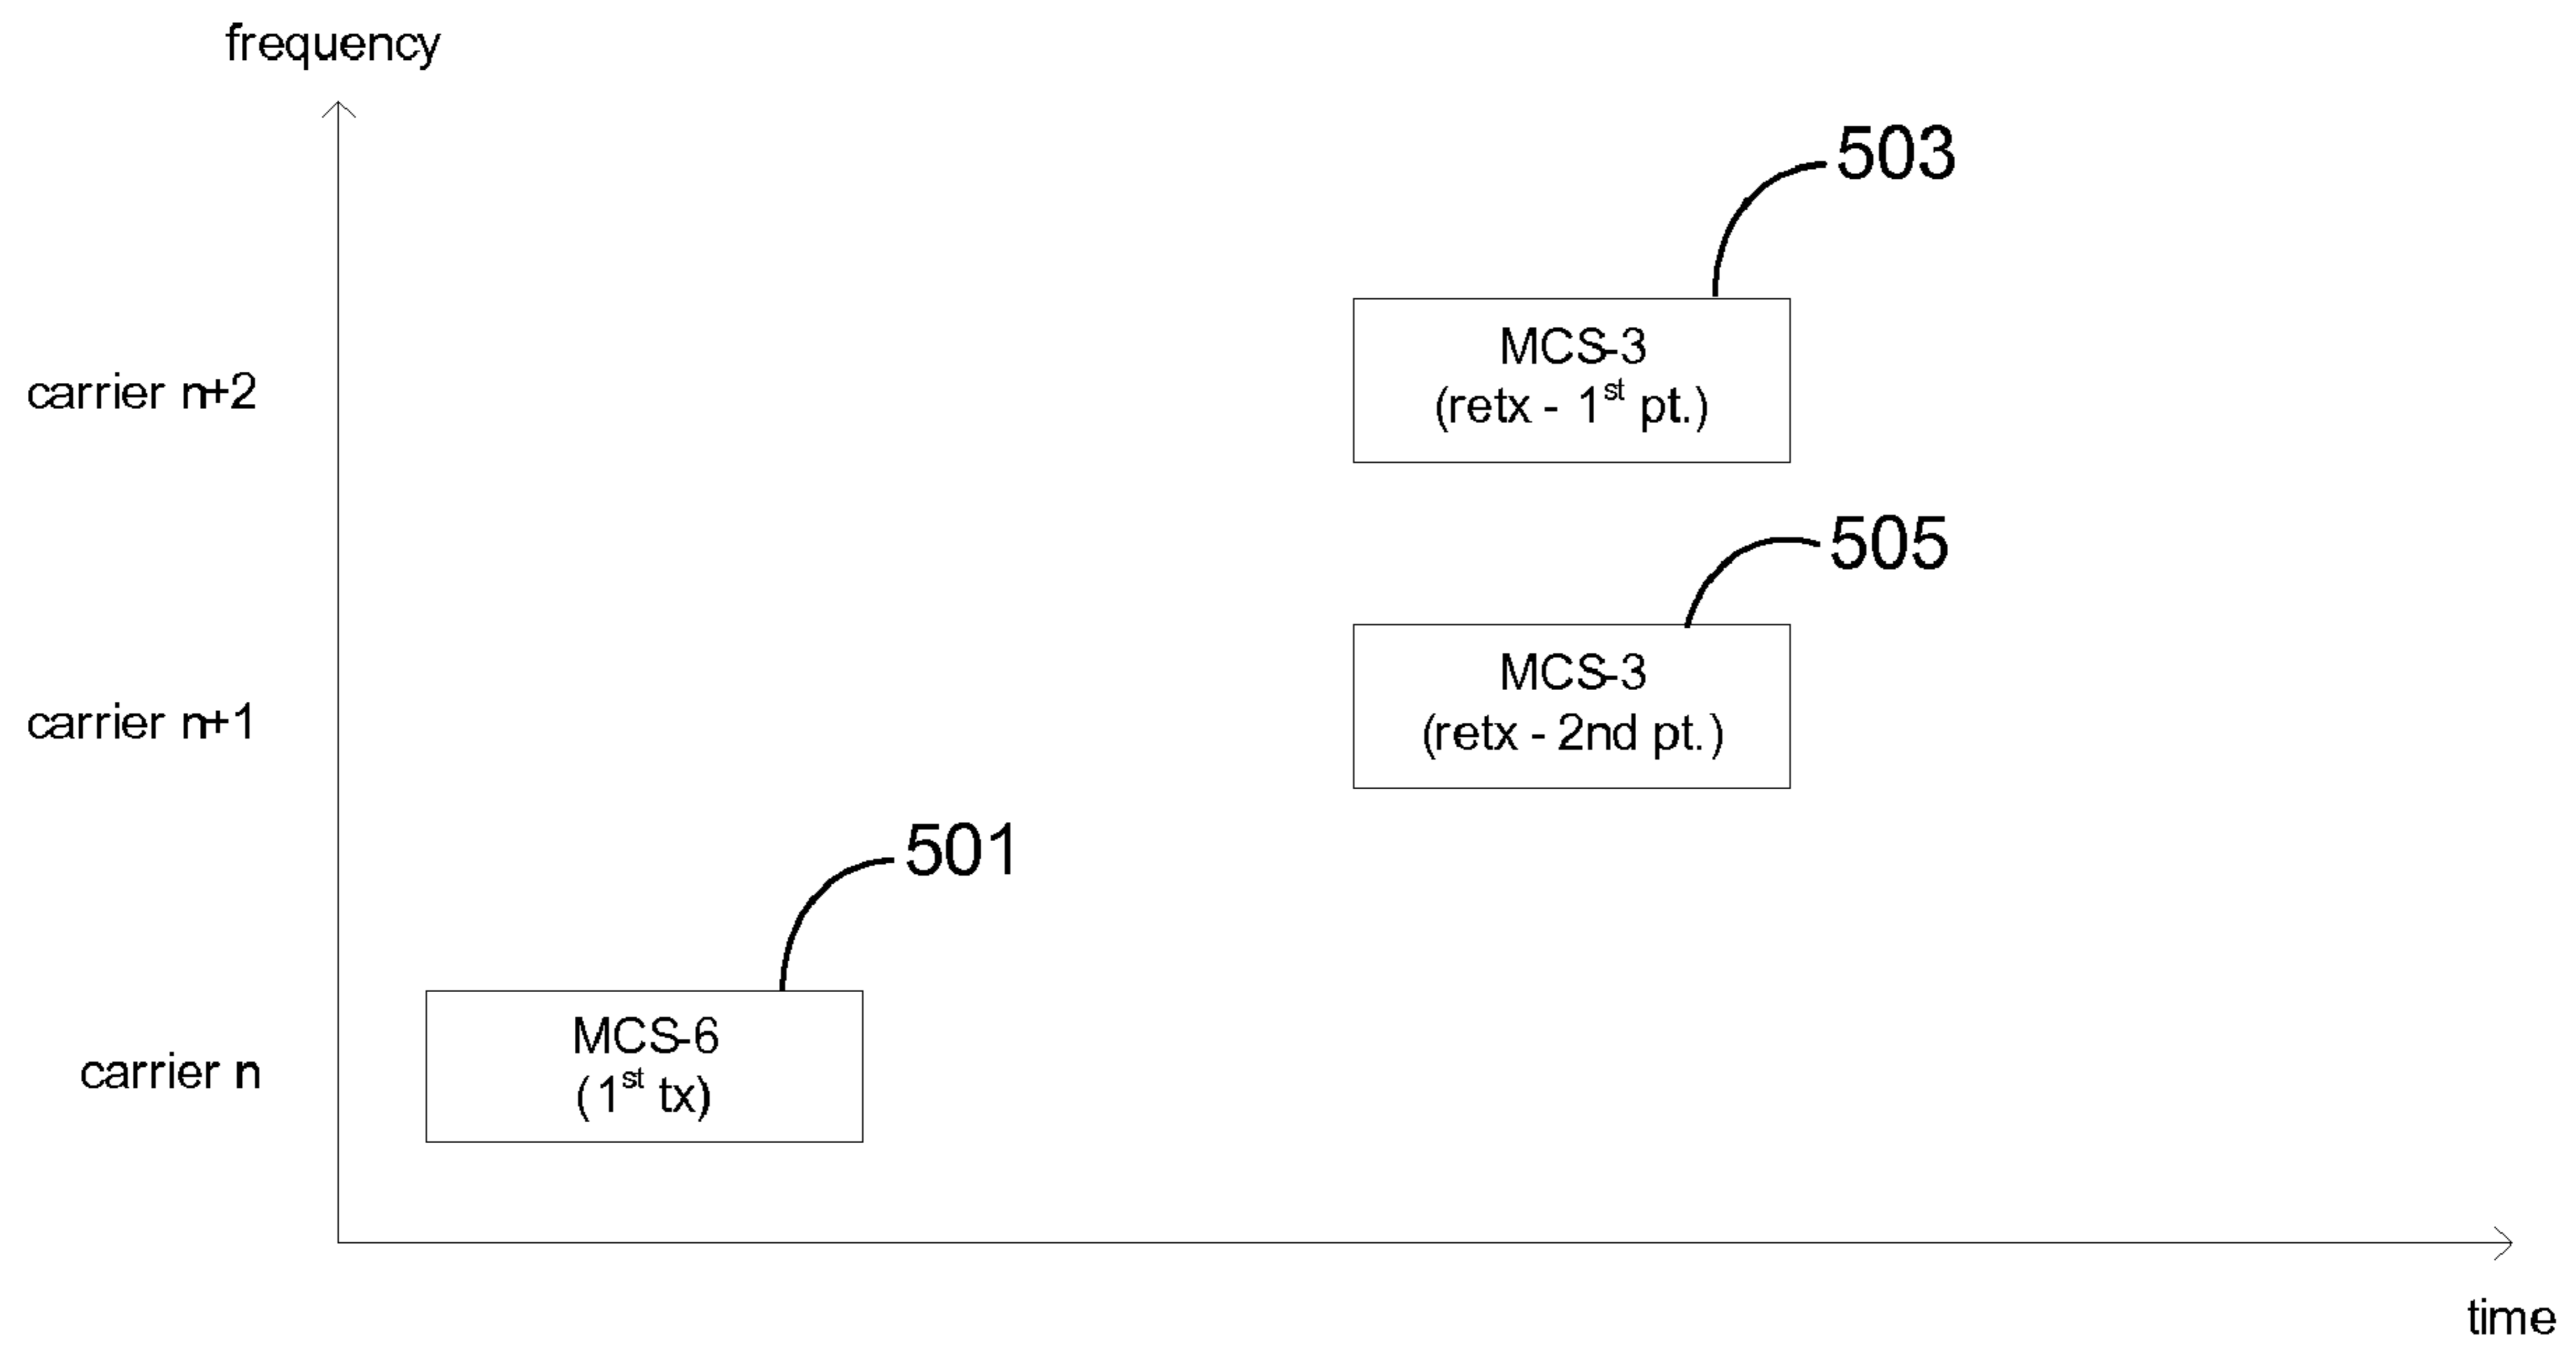 frequency
503
MCS-3
(retx - 1st pt.)
carrier n+2
505
MCS-3
(retx - 2nd pt.)
carrier n+1
501
MCS-6
(1st tx)
carrier n
time